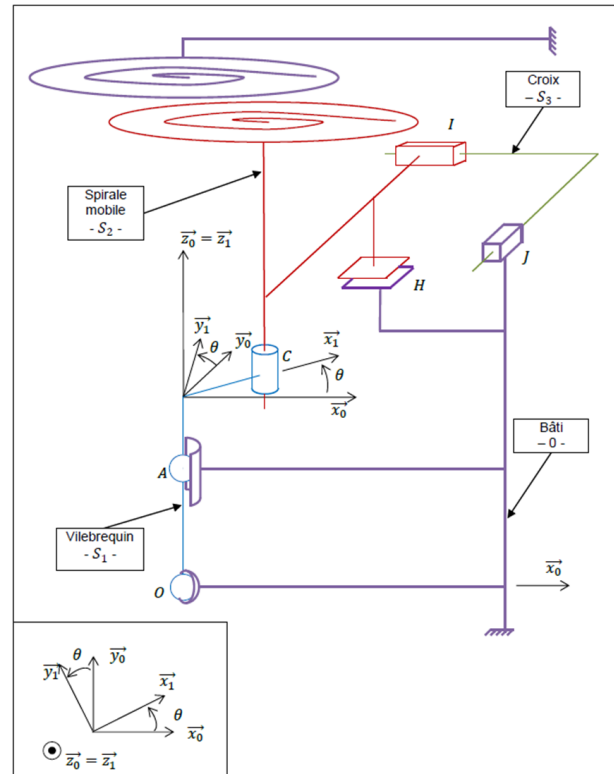 Croix
– S₃ -
I
Spirale
mobile
- S₂ -
J
z₀⃗ = z₁⃗
H
y₁⃗
y₀⃗
θ
C
x₁⃗
θ
x₀⃗
Bâti
– 0 -
A
Vilebrequin
- S₁ -
x₀⃗
O
θ
y₀⃗
y₁⃗
x₁⃗
θ
x₀⃗
z₀⃗ = z₁⃗